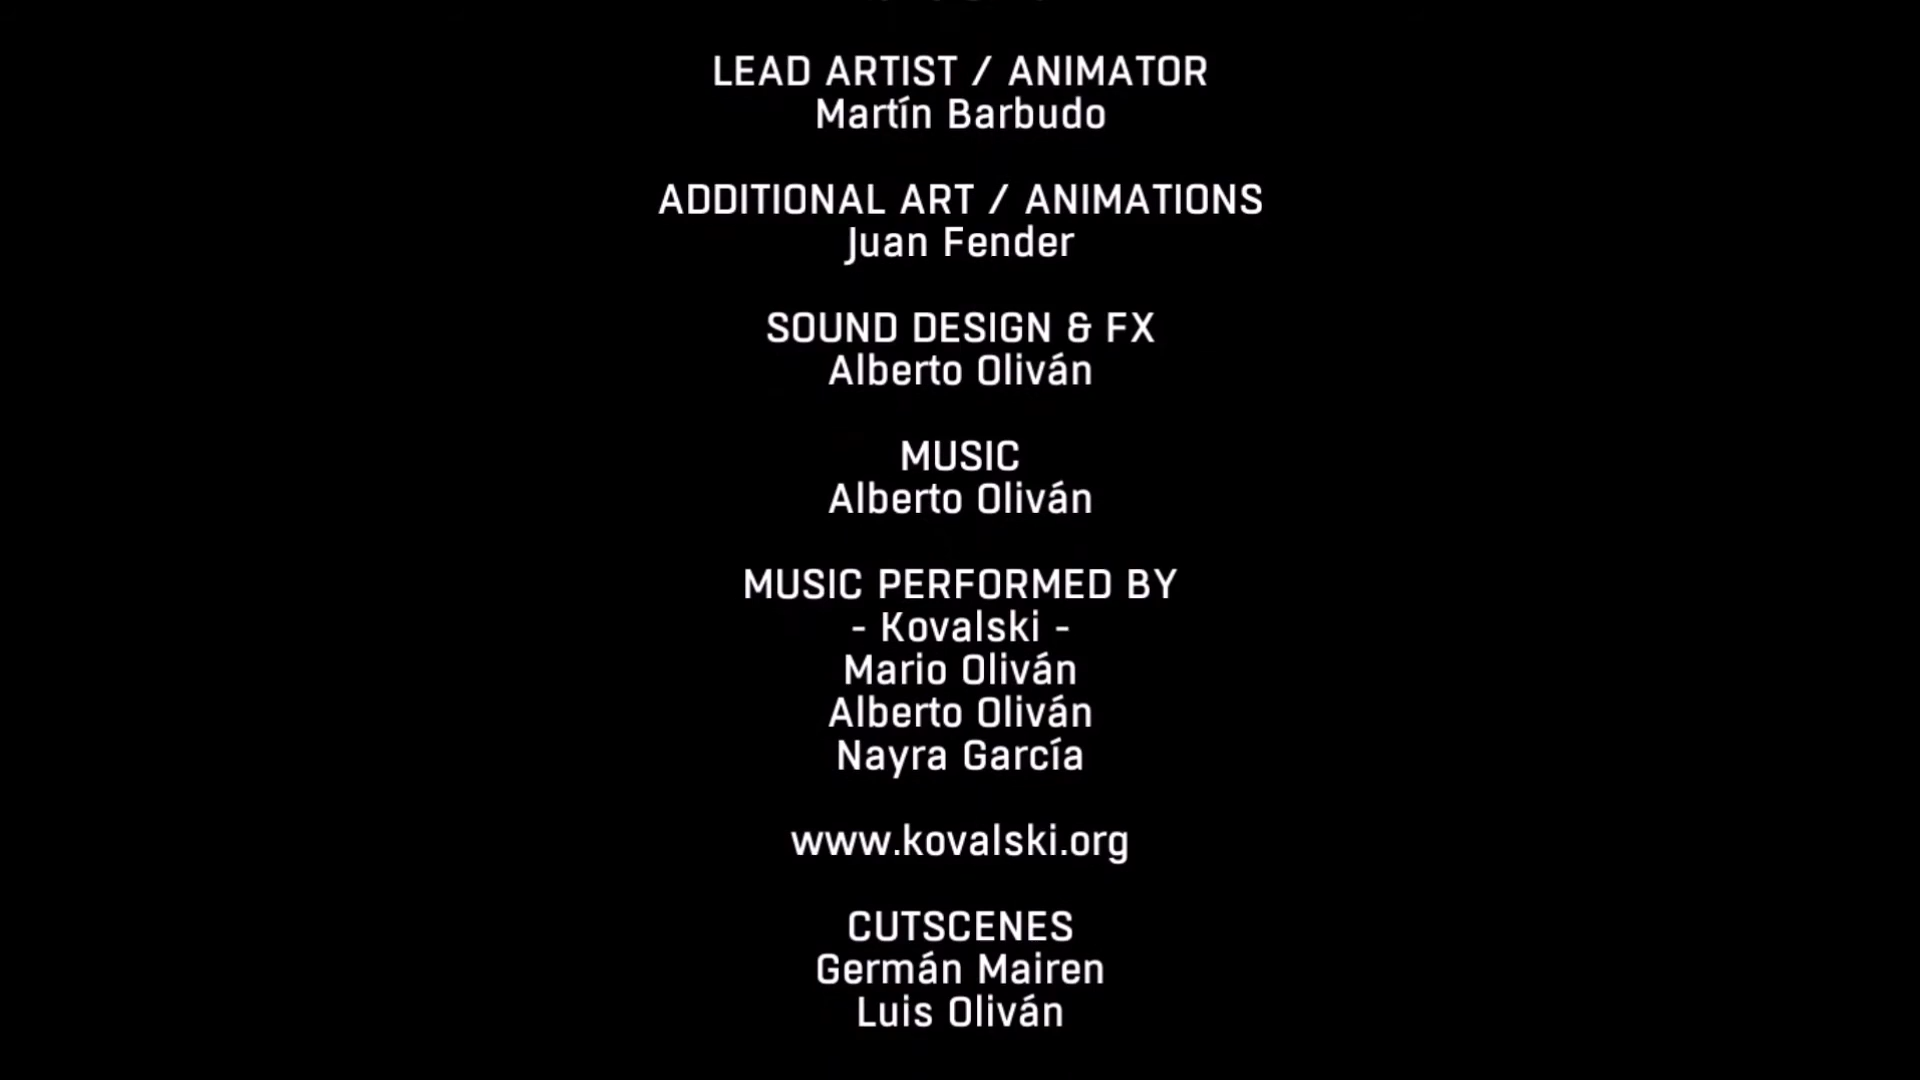 LEAD ARTIST / ANIMATOR
Martín Barbudo
ADDITIONAL ART / ANIMATIONS
Juan Fender
SOUND DESIGN & FX
Alberto Oliván
MUSIC
Alberto Oliván
MUSIC PERFORMED BY
- Kovalski -
Mario Oliván
Alberto Oliván
Nayra García
www.kovalski.org
CUTSCENES
Germán Mairen
Luis Oliván